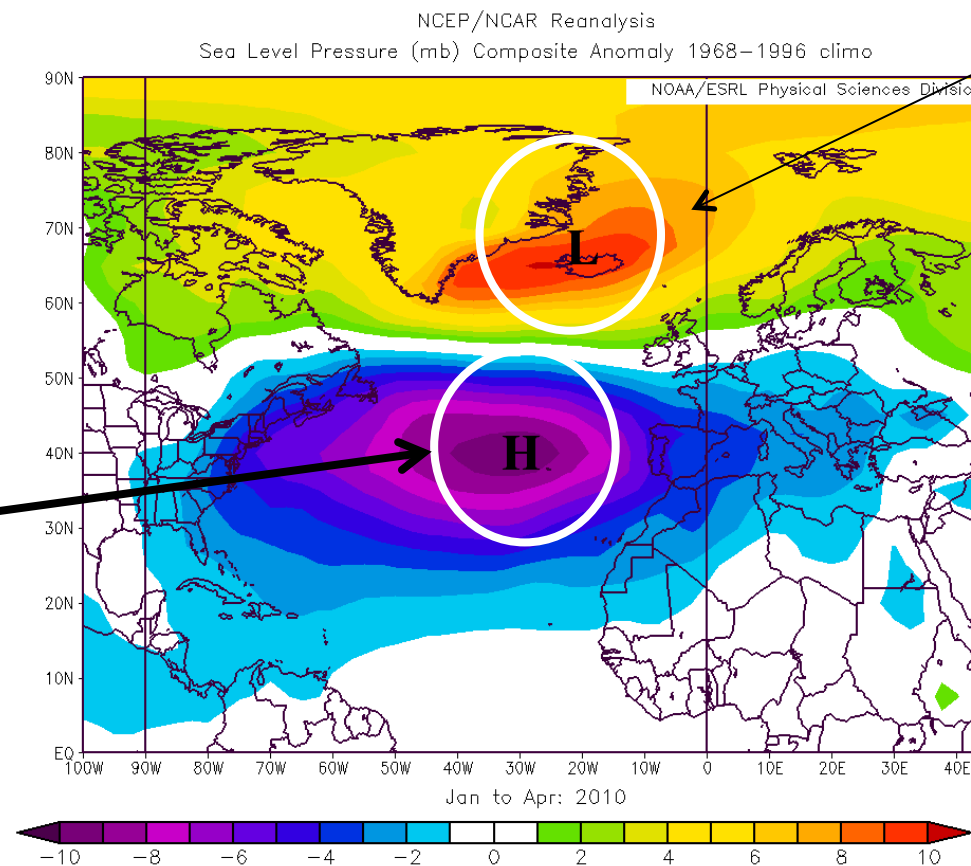 NCEP/NCAR Reanalysis
Sea Level Pressure (mb) Composite Anomaly 1968-1996 climo
90N
NOAA/ESRL Physical Sciences Divisio
80N
70N
L
60N
50N
H
40N
30N
20N
10N
EQ
100W 90W 80W 70W 60W 50W 40W 30W 20W 10W 0 10E 20E 30E 40E
Jan to Apr: 2010
-10 -8 -6 -4 -2 0 2 4 6 8 10